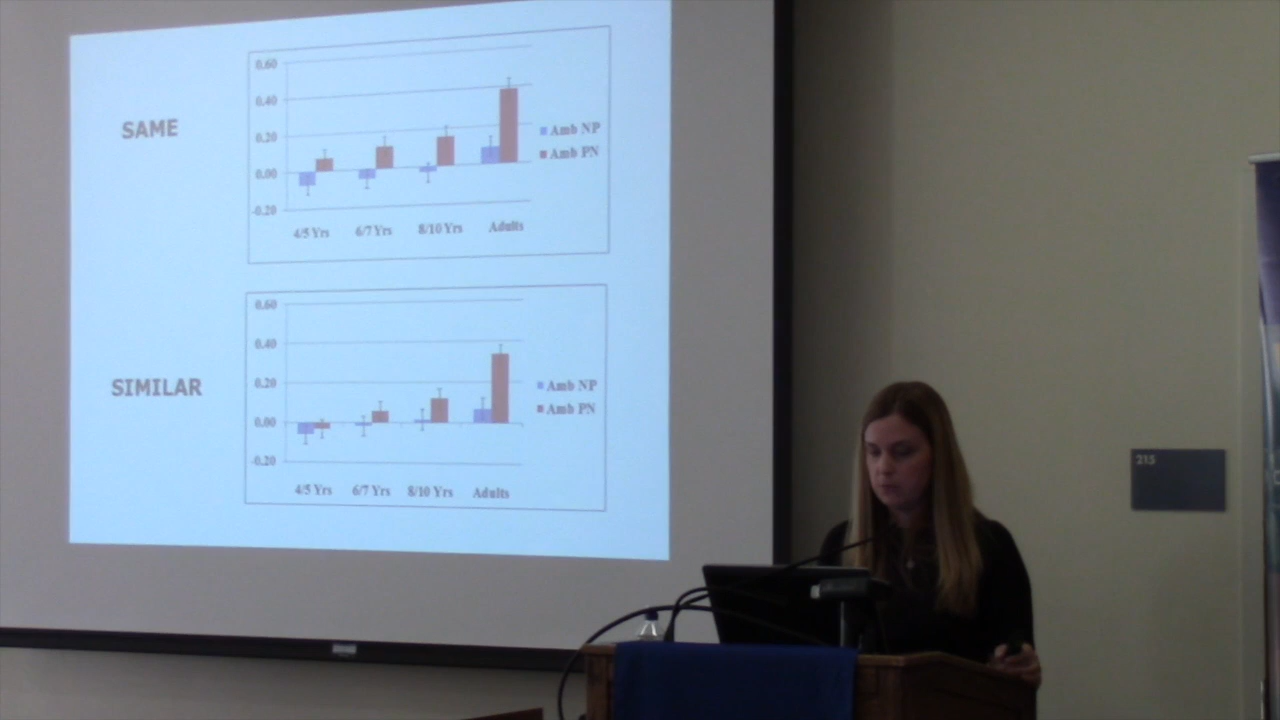 SAME
0.60
0.40
0.20
0.00
-0.20
4/5 Yrs 6/7 Yrs 8/10 Yrs Adults
Amb NP
Amb PN
SIMILAR
0.60
0.40
0.20
0.00
-0.20
4/5 Yrs 6/7 Yrs 8/10 Yrs Adults
Amb NP
Amb PN
215